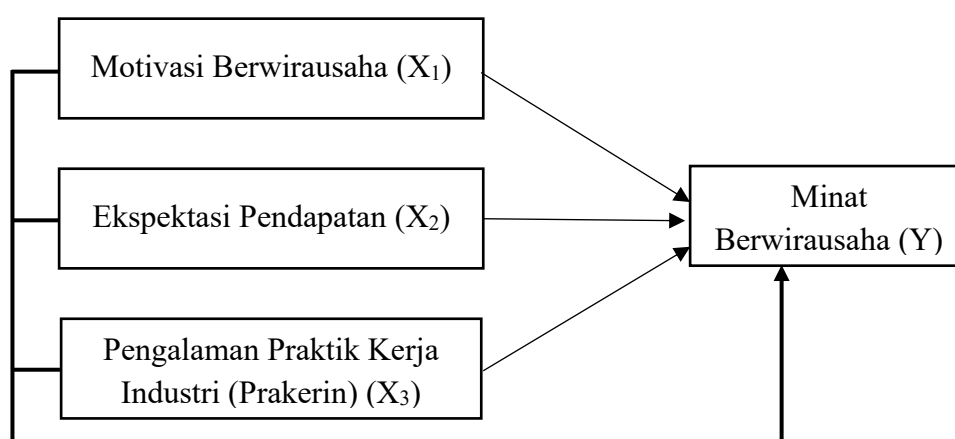 Motivasi Berwirausaha (X₁)
Ekspektasi Pendapatan (X₂)
Pengalaman Praktik Kerja
Industri (Prakerin) (X₃)
Minat
Berwirausaha (Y)